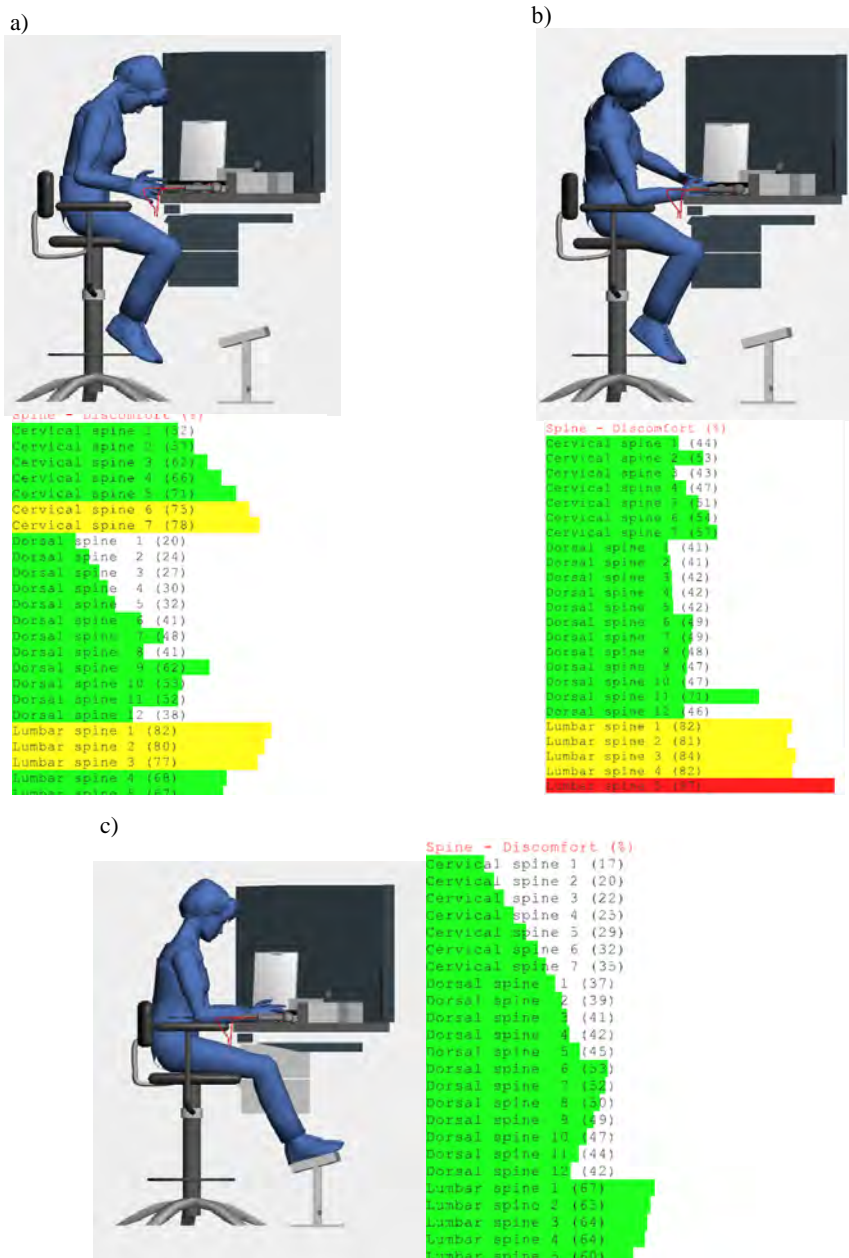 a)
Spine - Discomfort (%)
Cervical spine 1 (52)
Cervical spine 2 (57)
Cervical spine 3 (62)
Cervical spine 4 (66)
Cervical spine 5 (71)
Cervical spine 6 (75)
Cervical spine 7 (78)
Dorsal spine 1 (20)
Dorsal spine 2 (24)
Dorsal spine 3 (27)
Dorsal spine 4 (30)
Dorsal spine 5 (32)
Dorsal spine 6 (41)
Dorsal spine 7 (48)
Dorsal spine 8 (41)
Dorsal spine 9 (62)
Dorsal spine 10 (53)
Dorsal spine 11 (52)
Dorsal spine 12 (38)
Lumbar spine 1 (82)
Lumbar spine 2 (80)
Lumbar spine 3 (77)
Lumbar spine 4 (68)
Lumbar spine 5 (67)
b)
Spine - Discomfort (%)
Cervical spine 1 (44)
Cervical spine 2 (53)
Cervical spine 3 (43)
Cervical spine 4 (47)
Cervical spine 5 (51)
Cervical spine 6 (54)
Cervical spine 7 (57)
Dorsal spine 1 (41)
Dorsal spine 2 (41)
Dorsal spine 3 (42)
Dorsal spine 4 (42)
Dorsal spine 5 (42)
Dorsal spine 6 (49)
Dorsal spine 7 (49)
Dorsal spine 8 (48)
Dorsal spine 9 (47)
Dorsal spine 10 (47)
Dorsal spine 11 (71)
Dorsal spine 12 (46)
Lumbar spine 1 (82)
Lumbar spine 2 (81)
Lumbar spine 3 (84)
Lumbar spine 4 (82)
Lumbar spine 5 (97)
c)
Spine - Discomfort (%)
Cervical spine 1 (17)
Cervical spine 2 (20)
Cervical spine 3 (22)
Cervical spine 4 (25)
Cervical spine 5 (29)
Cervical spine 6 (32)
Cervical spine 7 (35)
Dorsal spine 1 (37)
Dorsal spine 2 (39)
Dorsal spine 3 (41)
Dorsal spine 4 (42)
Dorsal spine 5 (45)
Dorsal spine 6 (53)
Dorsal spine 7 (52)
Dorsal spine 8 (50)
Dorsal spine 9 (49)
Dorsal spine 10 (47)
Dorsal spine 11 (44)
Dorsal spine 12 (42)
Lumbar spine 1 (67)
Lumbar spine 2 (65)
Lumbar spine 3 (64)
Lumbar spine 4 (64)
Lumbar spine 5 (60)